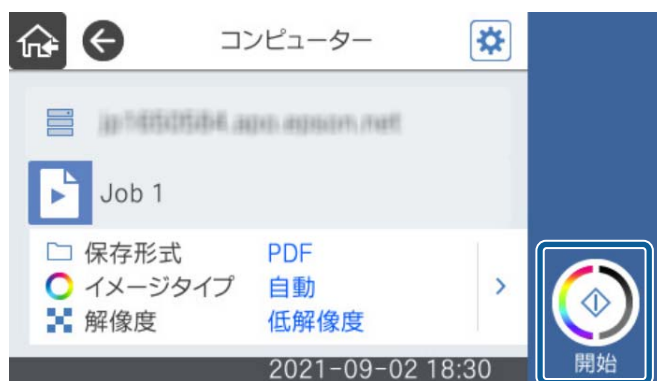 コンピューター
Job 1
保存形式 PDF
イメージタイプ 自動
解像度 低解像度
2021-09-02 18:30
開始